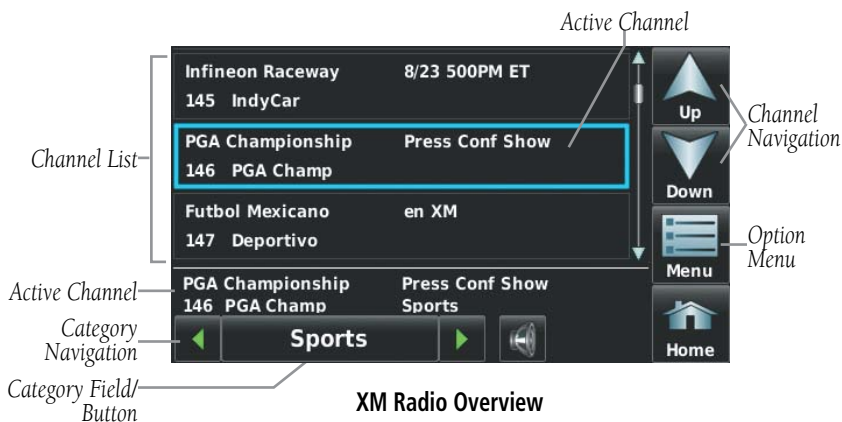 Active Channel
Infineon Raceway 8/23 500PM ET
145 IndyCar
Up
Channel
Navigation
PGA Championship Press Conf Show
146 PGA Champ
Channel List
Down
Futbol Mexicano en XM
147 Deportivo
Option
Menu
Menu
Active Channel
PGA Championship Press Conf Show
146 PGA Champ Sports
Category
Navigation
Sports
Home
Category Field/
Button
XM Radio Overview